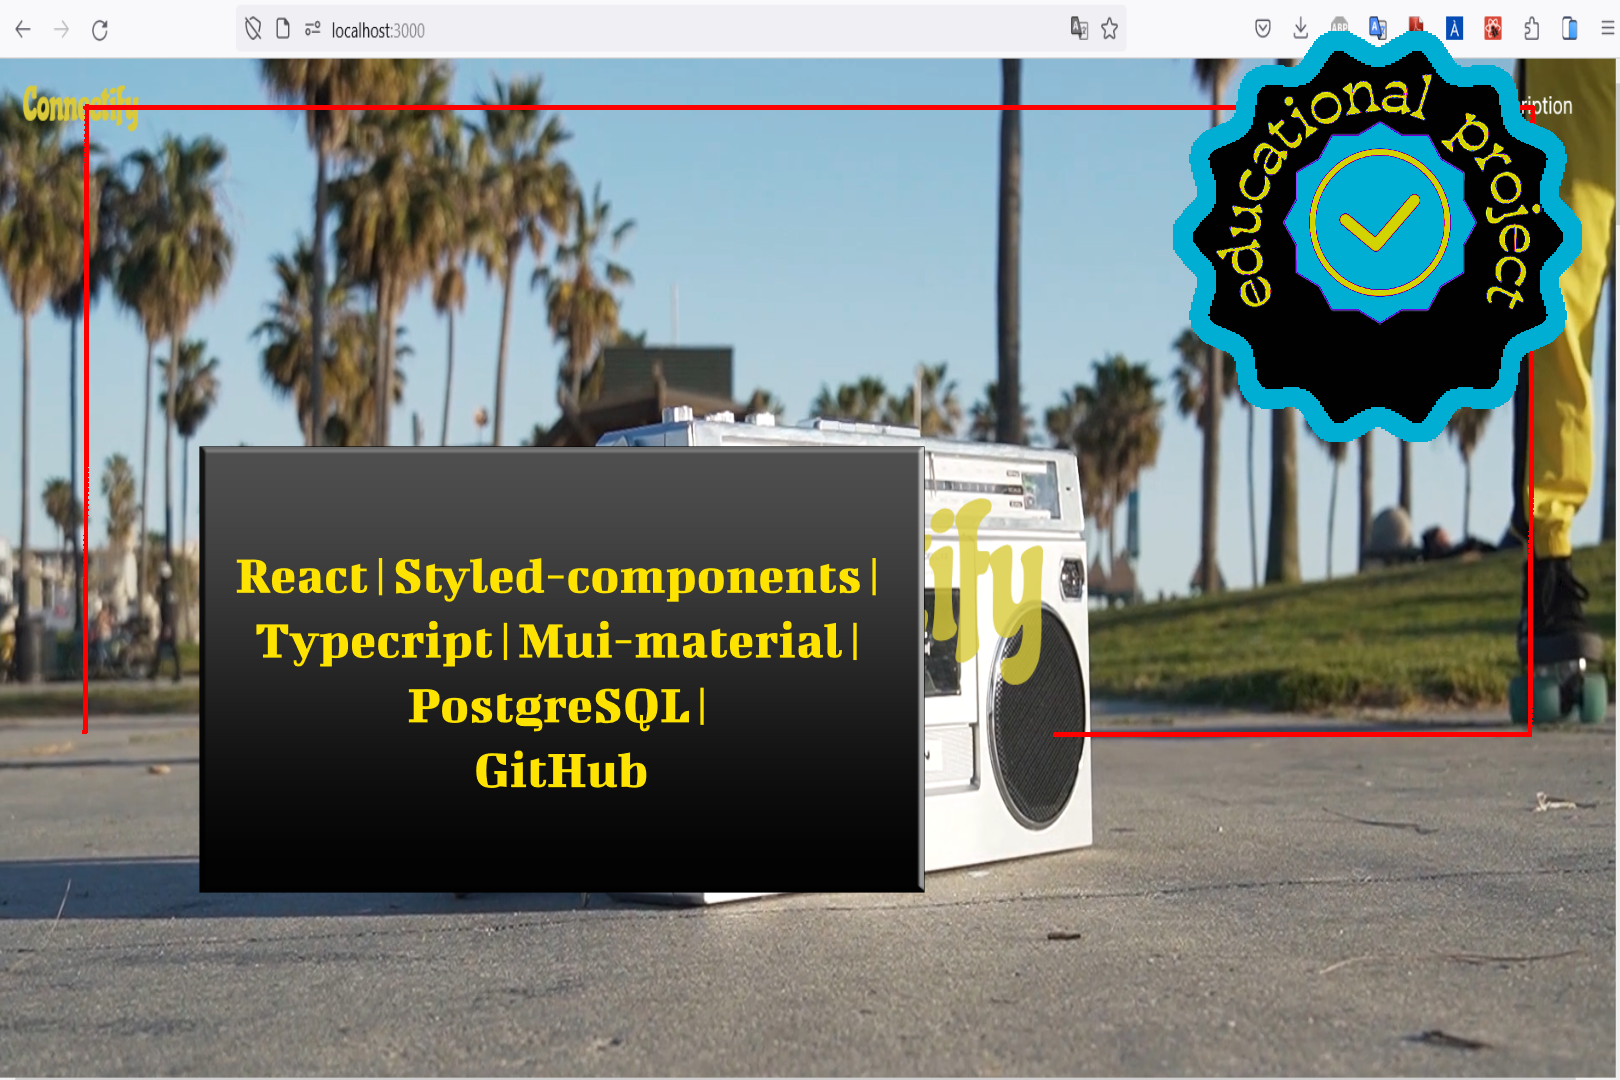 localhost:3000
Connectify
ription
educational project
ify
React|Styled-components|
Typecript|Mui-material|
PostgreSQL|
GitHub